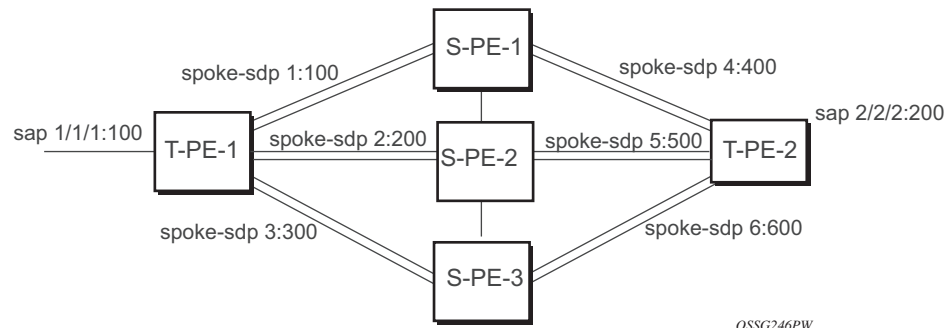 S-PE-1
spoke-sdp 1:100
spoke-sdp 4:400
sap 1/1/1:100
sap 2/2/2:200
T-PE-1
spoke-sdp 2:200
S-PE-2
spoke-sdp 5:500
T-PE-2
spoke-sdp 3:300
spoke-sdp 6:600
S-PE-3
OSSG246PW